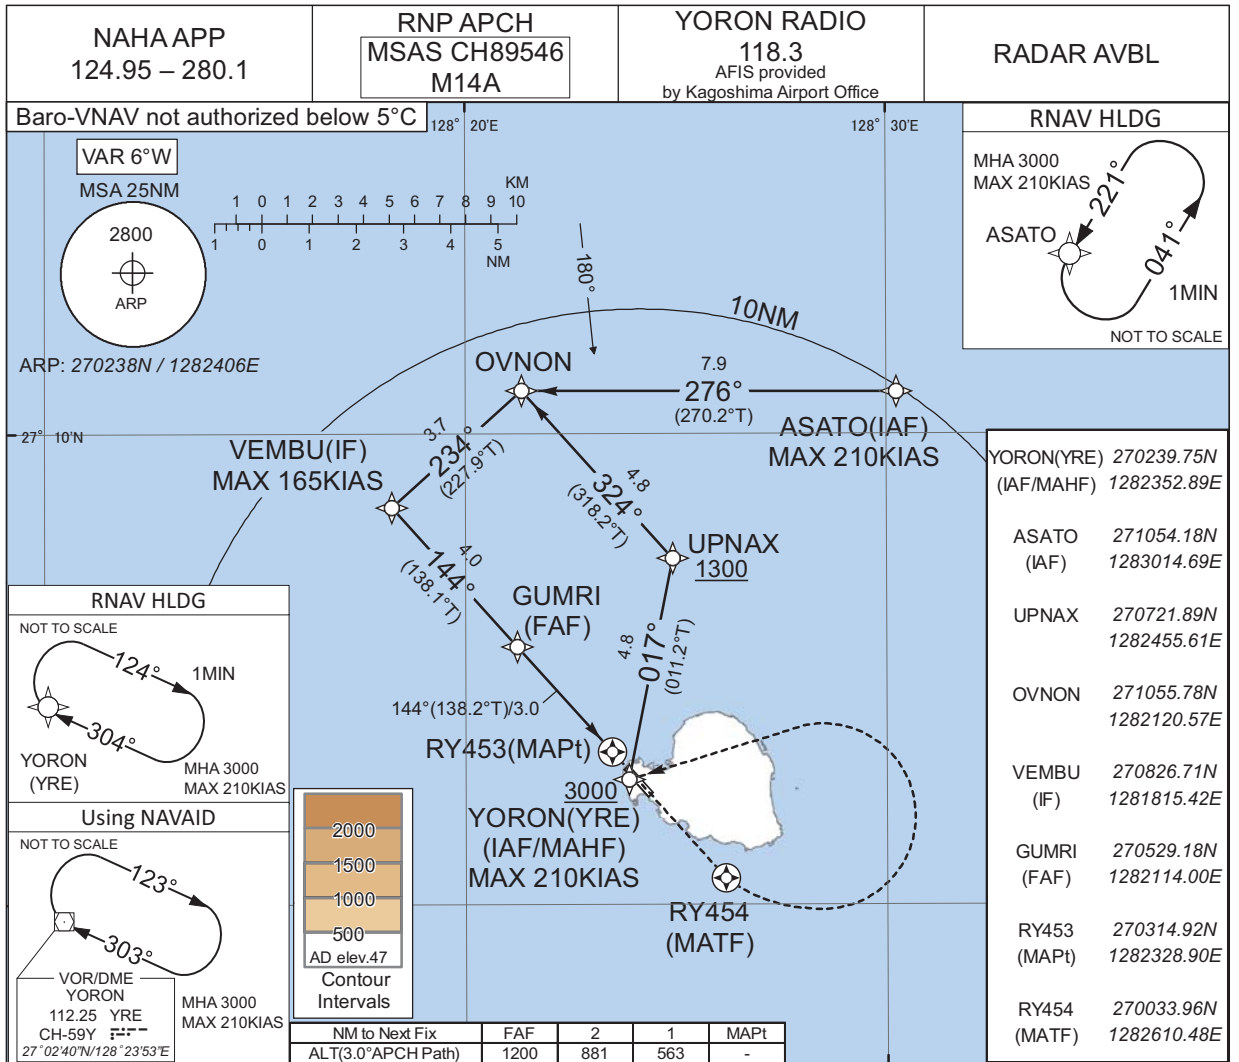 NAHA APP
124.95 – 280.1
RNP APCH
MSAS CH89546
M14A
YORON RADIO
118.3
AFIS provided
by Kagoshima Airport Office
RADAR AVBL
Baro-VNAV not authorized below 5°C
128° 20'E
128° 30'E
VAR 6°W
MSA 25NM
2800
ARP
ARP: 270238N / 1282406E
KM
1 0 1 2 3 4 5 6 7 8 9 10
1 0 1 2 3 4 5
NM
180°
10NM
RNAV HLDG
MHA 3000
MAX 210KIAS
221°
ASATO
041°
1MIN
NOT TO SCALE
OVNON
7.9
276°
(270.2°T)
ASATO(IAF)
MAX 210KIAS
27° 10'N
VEMBU(IF)
MAX 165KIAS
3.7
234°
(227.9°T)
4.8
324°
(318.2°T)
UPNAX
1300
4.0
144°
(138.1°T)
GUMRI
(FAF)
4.8
017°
(011.2°T)
144°(138.2°T)/3.0
RY453(MAPt)
3000
YORON(YRE)
(IAF/MAHF)
MAX 210KIAS
RY454
(MATF)
RNAV HLDG
NOT TO SCALE
124°
1MIN
304°
YORON
(YRE)
MHA 3000
MAX 210KIAS
Using NAVAID
NOT TO SCALE
123°
303°
VOR/DME
YORON
112.25 YRE
CH-59Y
27°02'40"N/128°23'53"E
MHA 3000
MAX 210KIAS
2000
1500
1000
500
AD elev.47
Contour
Intervals
NM to Next Fix FAF 2 1 MAPt
ALT(3.0°APCH Path) 1200 881 563 -
YORON(YRE) 270239.75N
(IAF/MAHF) 1282352.89E
ASATO 271054.18N
(IAF) 1283014.69E
UPNAX 270721.89N
1282455.61E
OVNON 271055.78N
1282120.57E
VEMBU 270826.71N
(IF) 1281815.42E
GUMRI 270529.18N
(FAF) 1282114.00E
RY453 270314.92N
(MAPt) 1282328.90E
RY454 270033.96N
(MATF) 1282610.48E